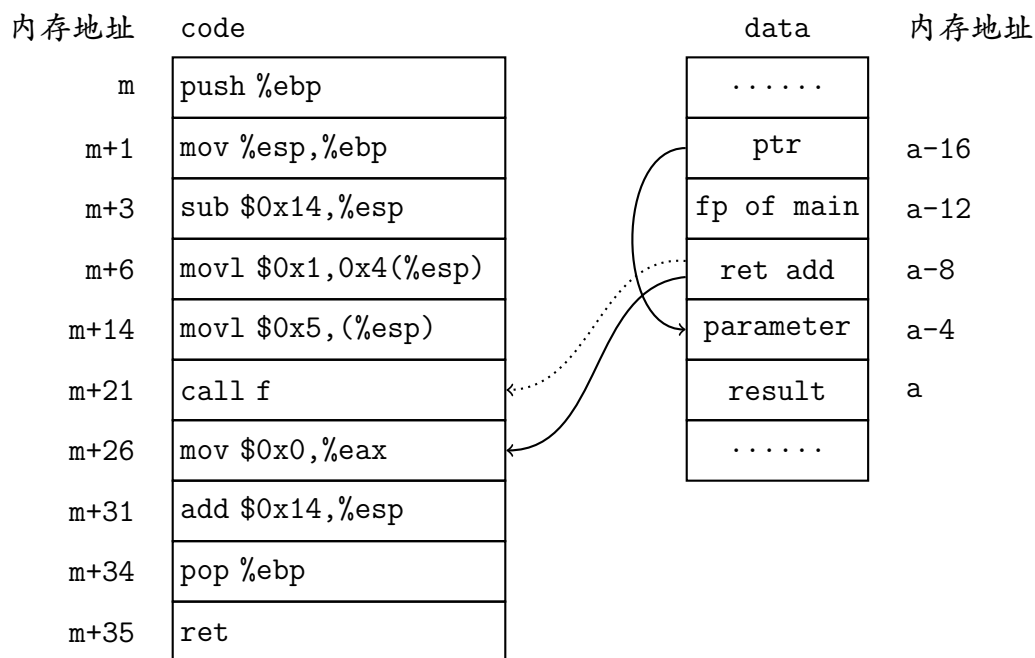 内存地址 code data 内存地址
m push %ebp ......
m+1 mov %esp,%ebp ptr a-16
m+3 sub $0x14,%esp fp of main a-12
m+6 movl $0x1,0x4(%esp) ret add a-8
m+14 movl $0x5,(%esp) parameter a-4
m+21 call f result a
m+26 mov $0x0,%eax ......
m+31 add $0x14,%esp
m+34 pop %ebp
m+35 ret